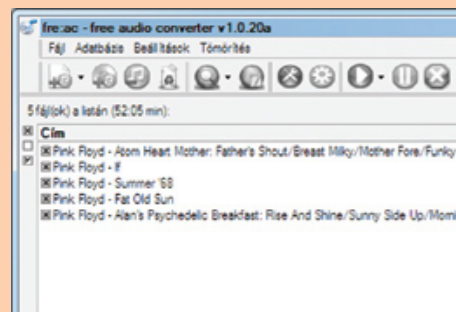 fre:ac - free audio converter v1.0.20a
Fájl Adatbázis Beállítások Tömörítés
5 fájl(ok) a listán (52:05 min):
Cím
Pink Floyd - Atom Heart Mother: Father's Shout/Breast Milky/Mother Fore/Funky
Pink Floyd - If
Pink Floyd - Summer '68
Pink Floyd - Fat Old Sun
Pink Floyd - Alan's Psychedelic Breakfast: Rise And Shine/Sunny Side Up/Morni